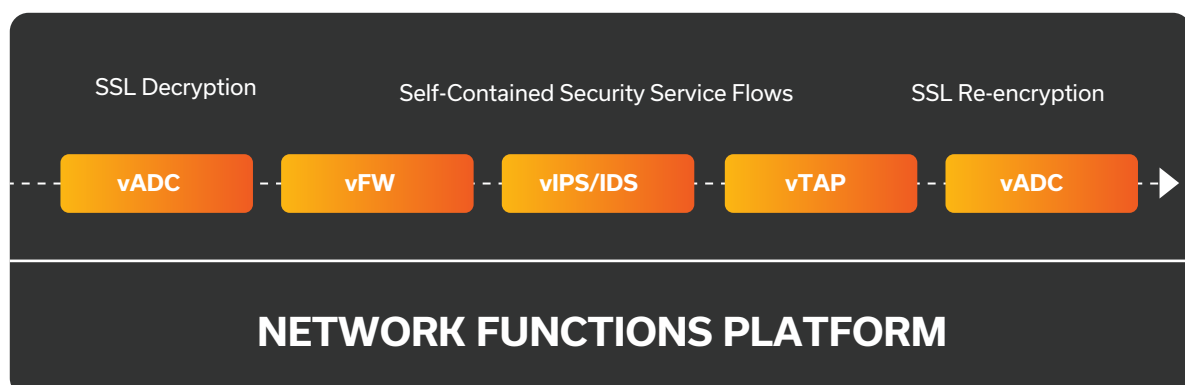 SSL Decryption
Self-Contained Security Service Flows
SSL Re-encryption
vADC
vFW
vIPS/IDS
vTAP
vADC
NETWORK FUNCTIONS PLATFORM